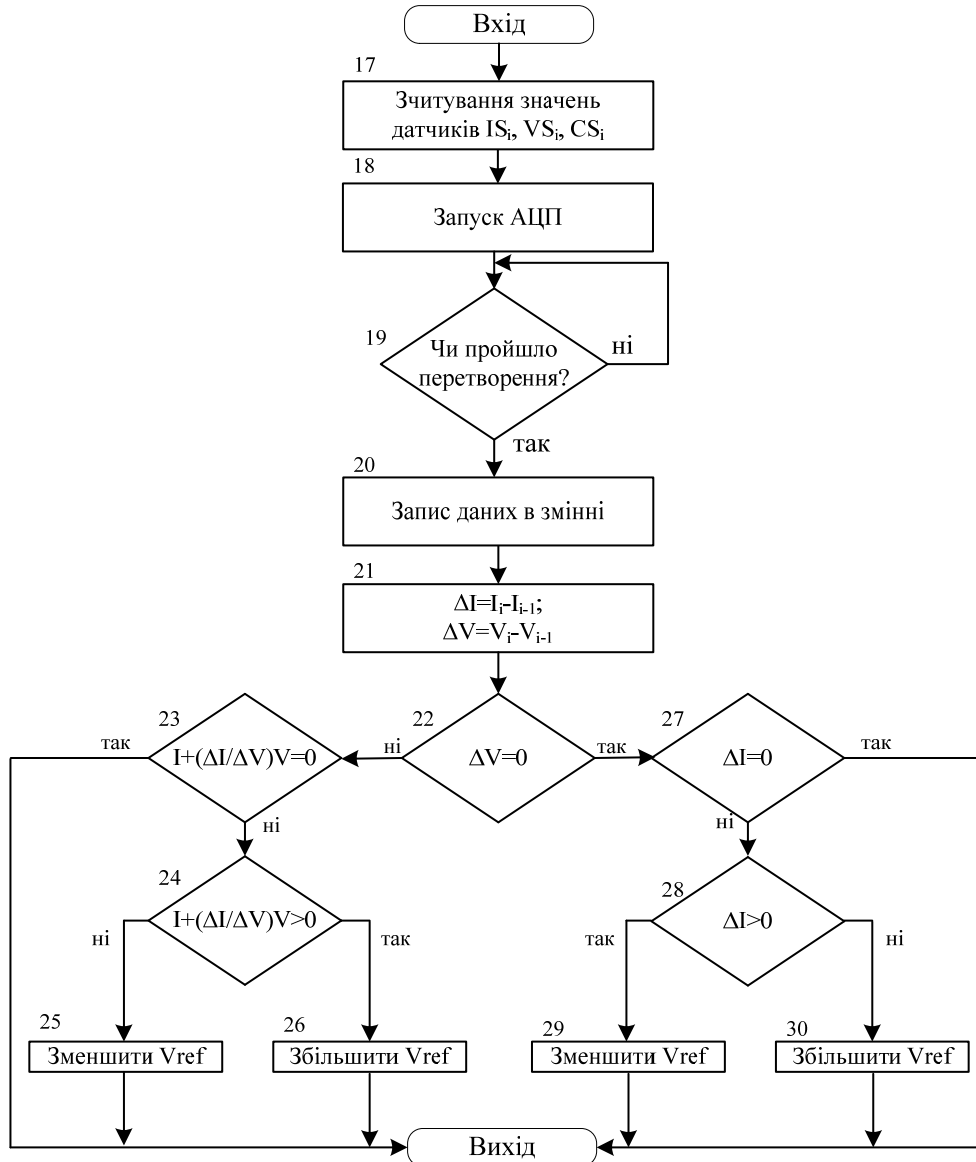 Вхід
17
Зчитування значень
датчиків ISᵢ, VSᵢ, CSᵢ
18
Запуск АЦП
19
Чи пройшло
перетворення?
ні
так
20
Запис даних в змінні
21
ΔI=Iᵢ-Iᵢ₋₁;
ΔV=Vᵢ-Vᵢ₋₁
так
23
I+(ΔI/ΔV)V=0
ні
22
ΔV=0
так
27
ΔI=0
так
ні
ні
24
I+(ΔI/ΔV)V>0
ні
так
28
ΔI>0
так
ні
25
Зменшити Vref
26
Збільшити Vref
29
Зменшити Vref
30
Збільшити Vref
Вихід